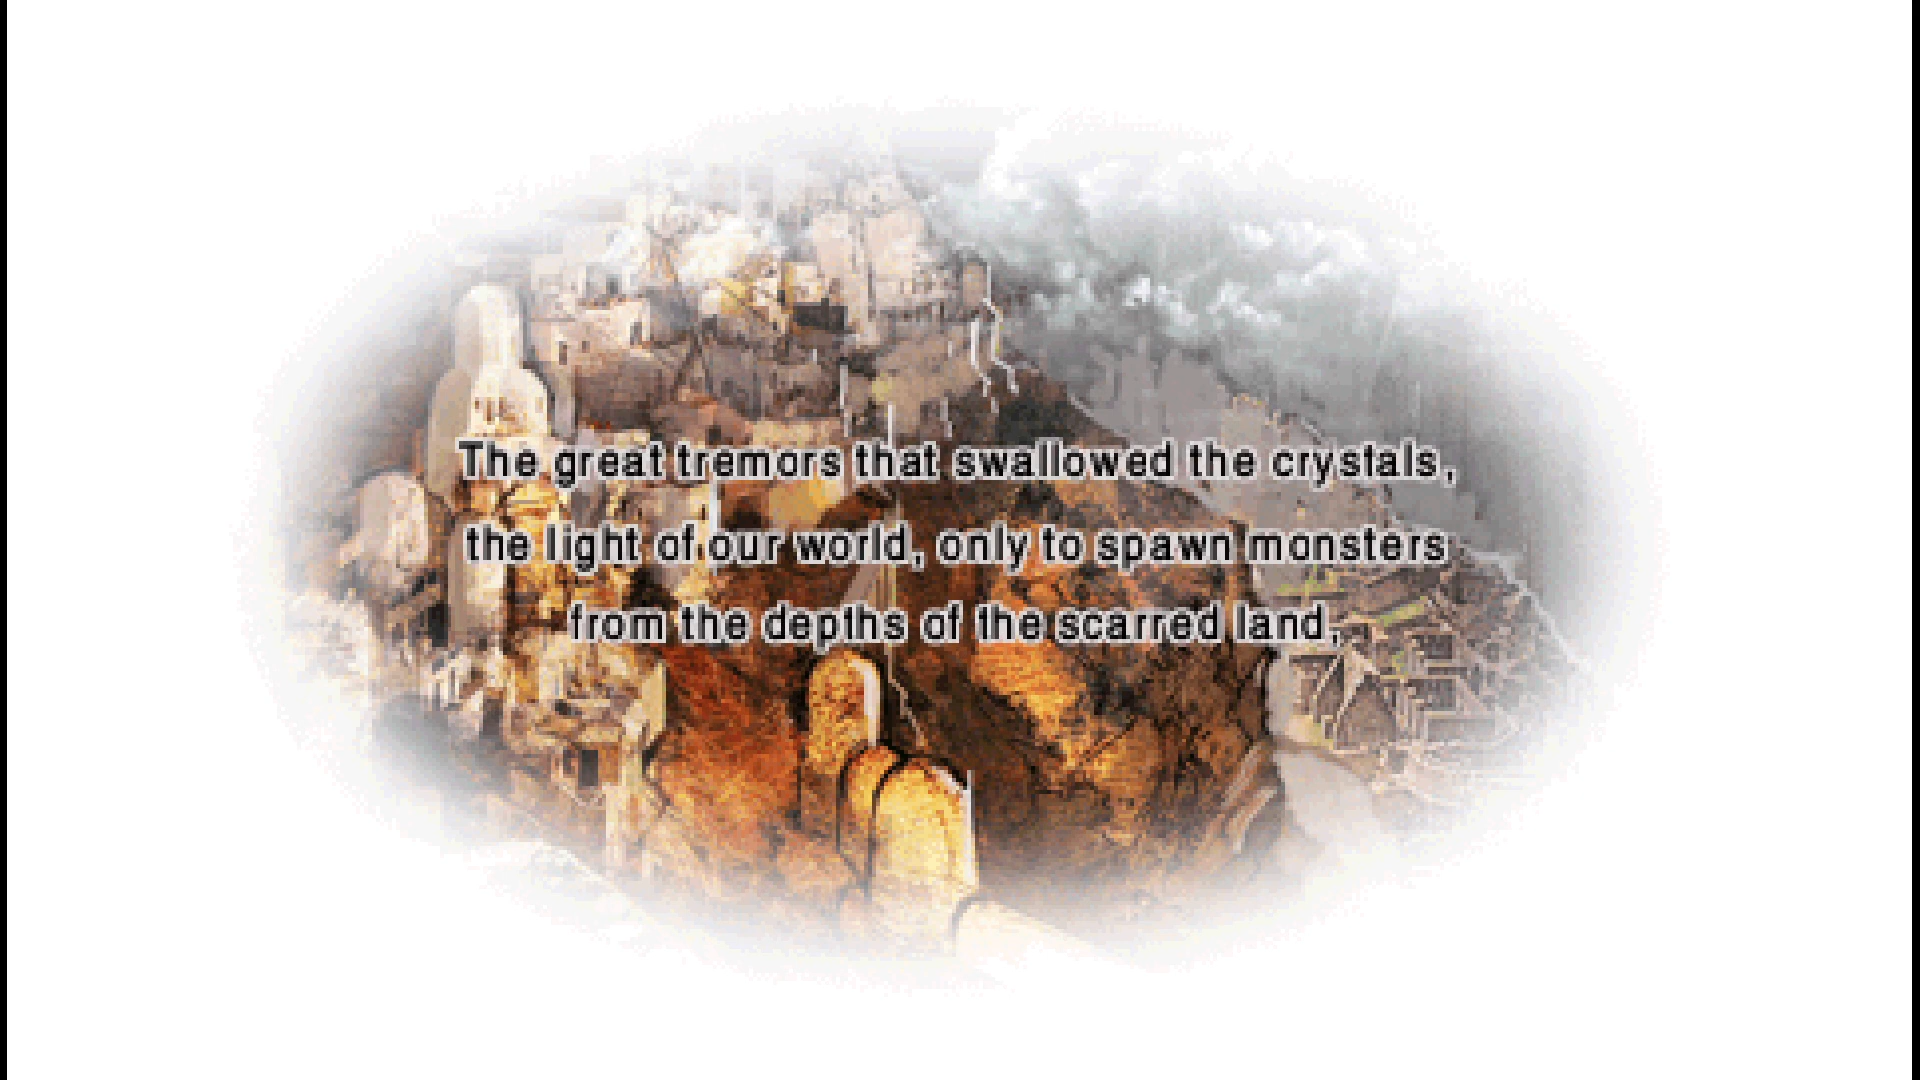 The great tremors that swallowed the crystals,
the light of our world, only to spawn monsters
from the depths of the scarred land,